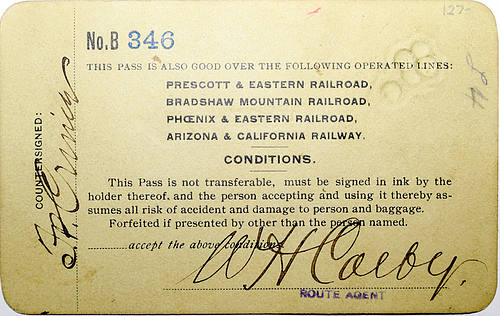 127-
No. B 346
THIS PASS IS ALSO GOOD OVER THE FOLLOWING OPERATED LINES:
PRESCOTT & EASTERN RAILROAD,
BRADSHAW MOUNTAIN RAILROAD,
PHŒNIX & EASTERN RAILROAD,
ARIZONA & CALIFORNIA RAILWAY.
CONDITIONS.
This Pass is not transferable, must be signed in ink by the
holder thereof, and the person accepting and using it thereby as-
sumes all risk of accident and damage to person and baggage.
Forfeited if presented by other than the person named.
..........accept the above conditions.
W H Colby.
ROUTE AGENT
COUNTERSIGNED: